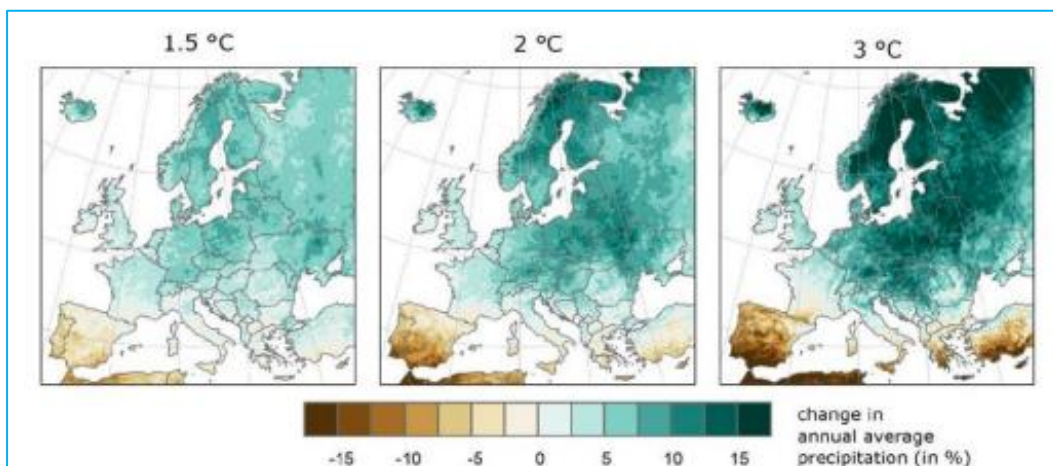 1.5 °C
2 °C
3 °C
-15 -10 -5 0 5 10 15
change in
annual average
precipitation (in %)